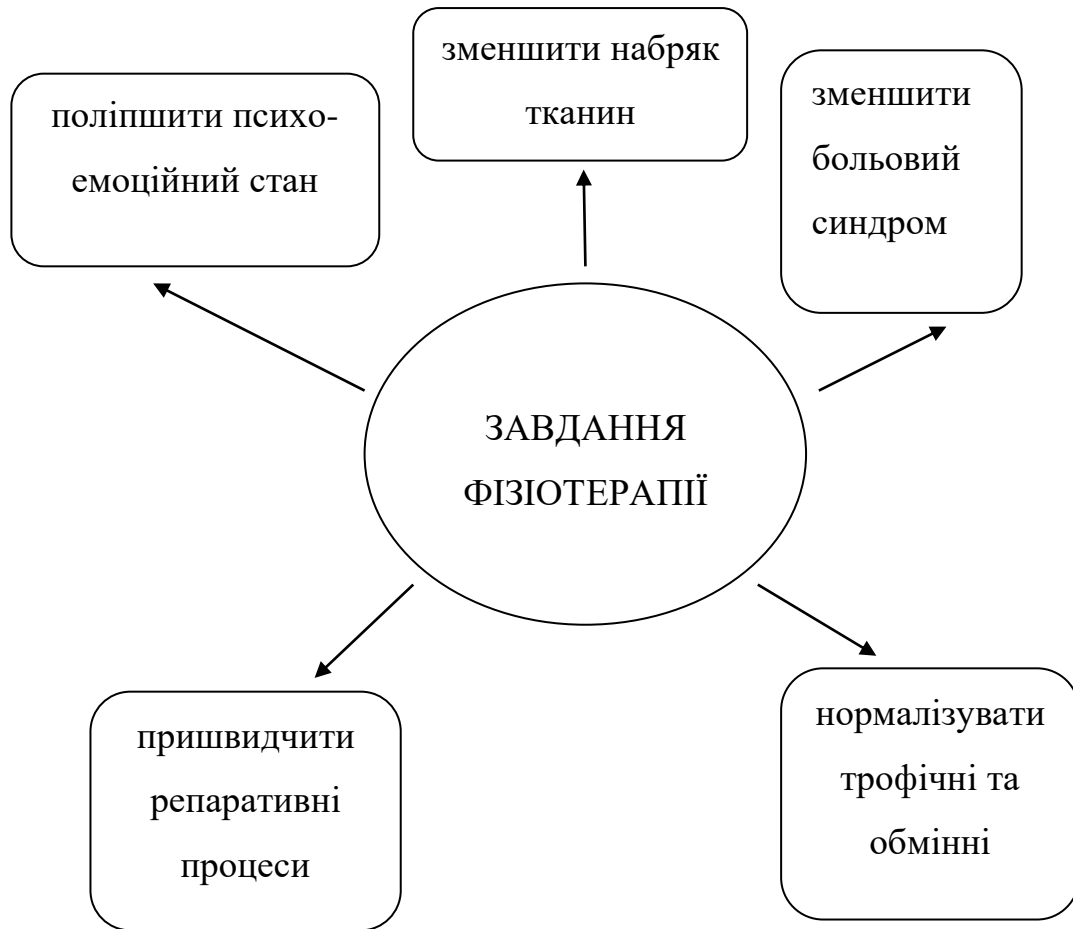 поліпшити психо-
емоційний стан
зменшити набряк
тканин
зменшити
больовий
синдром
ЗАВДАННЯ
ФІЗІОТЕРАПІЇ
пришвидчити
репаративні
процеси
нормалізувати
трофічні та
обмінні